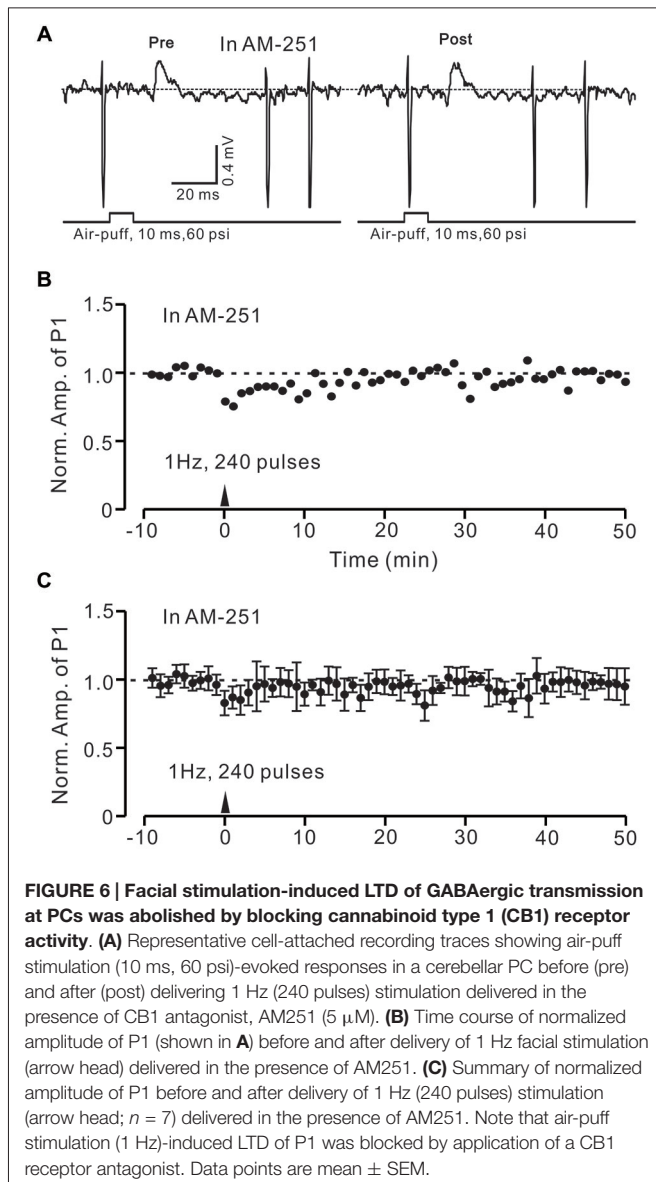 A
Pre
In AM-251
Post
0.4 mV
20 ms
Air-puff, 10 ms,60 psi
Air-puff, 10 ms,60 psi
B
1.5
In AM-251
1.0
Norm. Amp. of P1
0.5
1Hz, 240 pulses
0
-10 0 10 20 30 40 50
Time (min)
C
1.5
In AM-251
1.0
Norm. Amp. of P1
0.5
1Hz, 240 pulses
0
-10 0 10 20 30 40 50
FIGURE 6 | Facial stimulation-induced LTD of GABAergic transmission
at PCs was abolished by blocking cannabinoid type 1 (CB1) receptor
activity. (A) Representative cell-attached recording traces showing air-puff
stimulation (10 ms, 60 psi)-evoked responses in a cerebellar PC before (pre)
and after (post) delivering 1 Hz (240 pulses) stimulation delivered in the
presence of CB1 antagonist, AM251 (5 μM). (B) Time course of normalized
amplitude of P1 (shown in A) before and after delivery of 1 Hz facial stimulation
(arrow head) delivered in the presence of AM251. (C) Summary of normalized
amplitude of P1 before and after delivery of 1 Hz (240 pulses) stimulation
(arrow head; n = 7) delivered in the presence of AM251. Note that air-puff
stimulation (1 Hz)-induced LTD of P1 was blocked by application of a CB1
receptor antagonist. Data points are mean ± SEM.